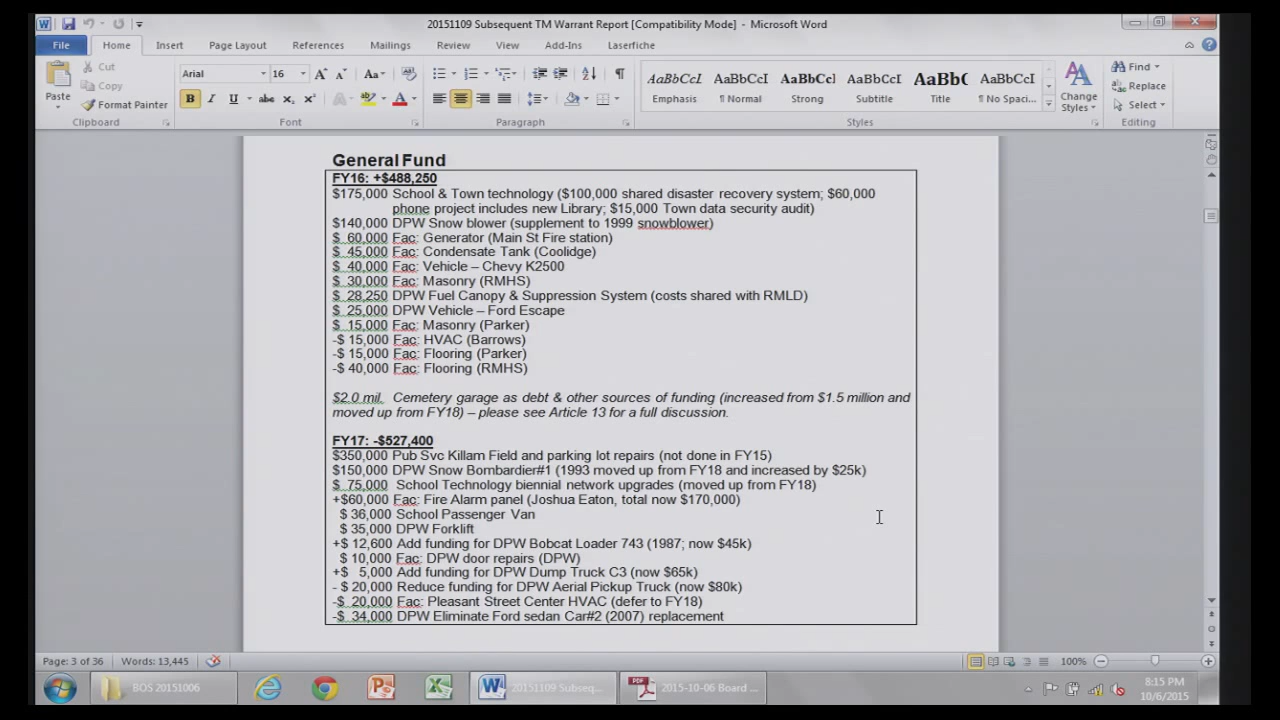 20151109 Subsequent TM Warrant Report [Compatibility Mode] - Microsoft Word
File Home Insert Page Layout References Mailings Review View Add-Ins Laserfiche
Paste
Cut
Copy
Format Painter
Clipboard
Arial 16
Font
Paragraph
AaBbCcI AaBbCcI AaBbCcI AaBbCcI AaBb( AaBbCcI
Emphasis ¶ Normal Strong Subtitle Title ¶ No Spaci...
Change Styles
Styles
Find
Replace
Select
Editing
General Fund
FY16: +$488,250
$175,000 School & Town technology ($100,000 shared disaster recovery system; $60,000
phone project includes new Library; $15,000 Town data security audit)
$140,000 DPW Snow blower (supplement to 1999 snowblower)
$ 60,000 Fac: Generator (Main St Fire station)
$ 45,000 Fac: Condensate Tank (Coolidge)
$ 40,000 Fac: Vehicle – Chevy K2500
$ 30,000 Fac: Masonry (RMHS)
$ 28,250 DPW Fuel Canopy & Suppression System (costs shared with RMLD)
$ 25,000 DPW Vehicle – Ford Escape
$ 15,000 Fac: Masonry (Parker)
-$ 15,000 Fac: HVAC (Barrows)
-$ 15,000 Fac: Flooring (Parker)
-$ 40,000 Fac: Flooring (RMHS)
$2.0 mil. Cemetery garage as debt & other sources of funding (increased from $1.5 million and
moved up from FY18) – please see Article 13 for a full discussion.
FY17: -$527,400
$350,000 Pub Svc Killam Field and parking lot repairs (not done in FY15)
$150,000 DPW Snow Bombardier#1 (1993 moved up from FY18 and increased by $25k)
$ 75,000 School Technology biennial network upgrades (moved up from FY18)
+$60,000 Fac: Fire Alarm panel (Joshua Eaton, total now $170,000)
$ 36,000 School Passenger Van
$ 35,000 DPW Forklift
+$ 12,600 Add funding for DPW Bobcat Loader 743 (1987; now $45k)
$ 10,000 Fac: DPW door repairs (DPW)
+$ 5,000 Add funding for DPW Dump Truck C3 (now $65k)
- $ 20,000 Reduce funding for DPW Aerial Pickup Truck (now $80k)
-$ 20,000 Fac: Pleasant Street Center HVAC (defer to FY18)
-$ 34,000 DPW Eliminate Ford sedan Car#2 (2007) replacement
Page: 3 of 36 Words: 13,445 100%
BOS 20151006 20151109 Subseq... 2015-10-06 Board ... 8:15 PM
10/6/2015